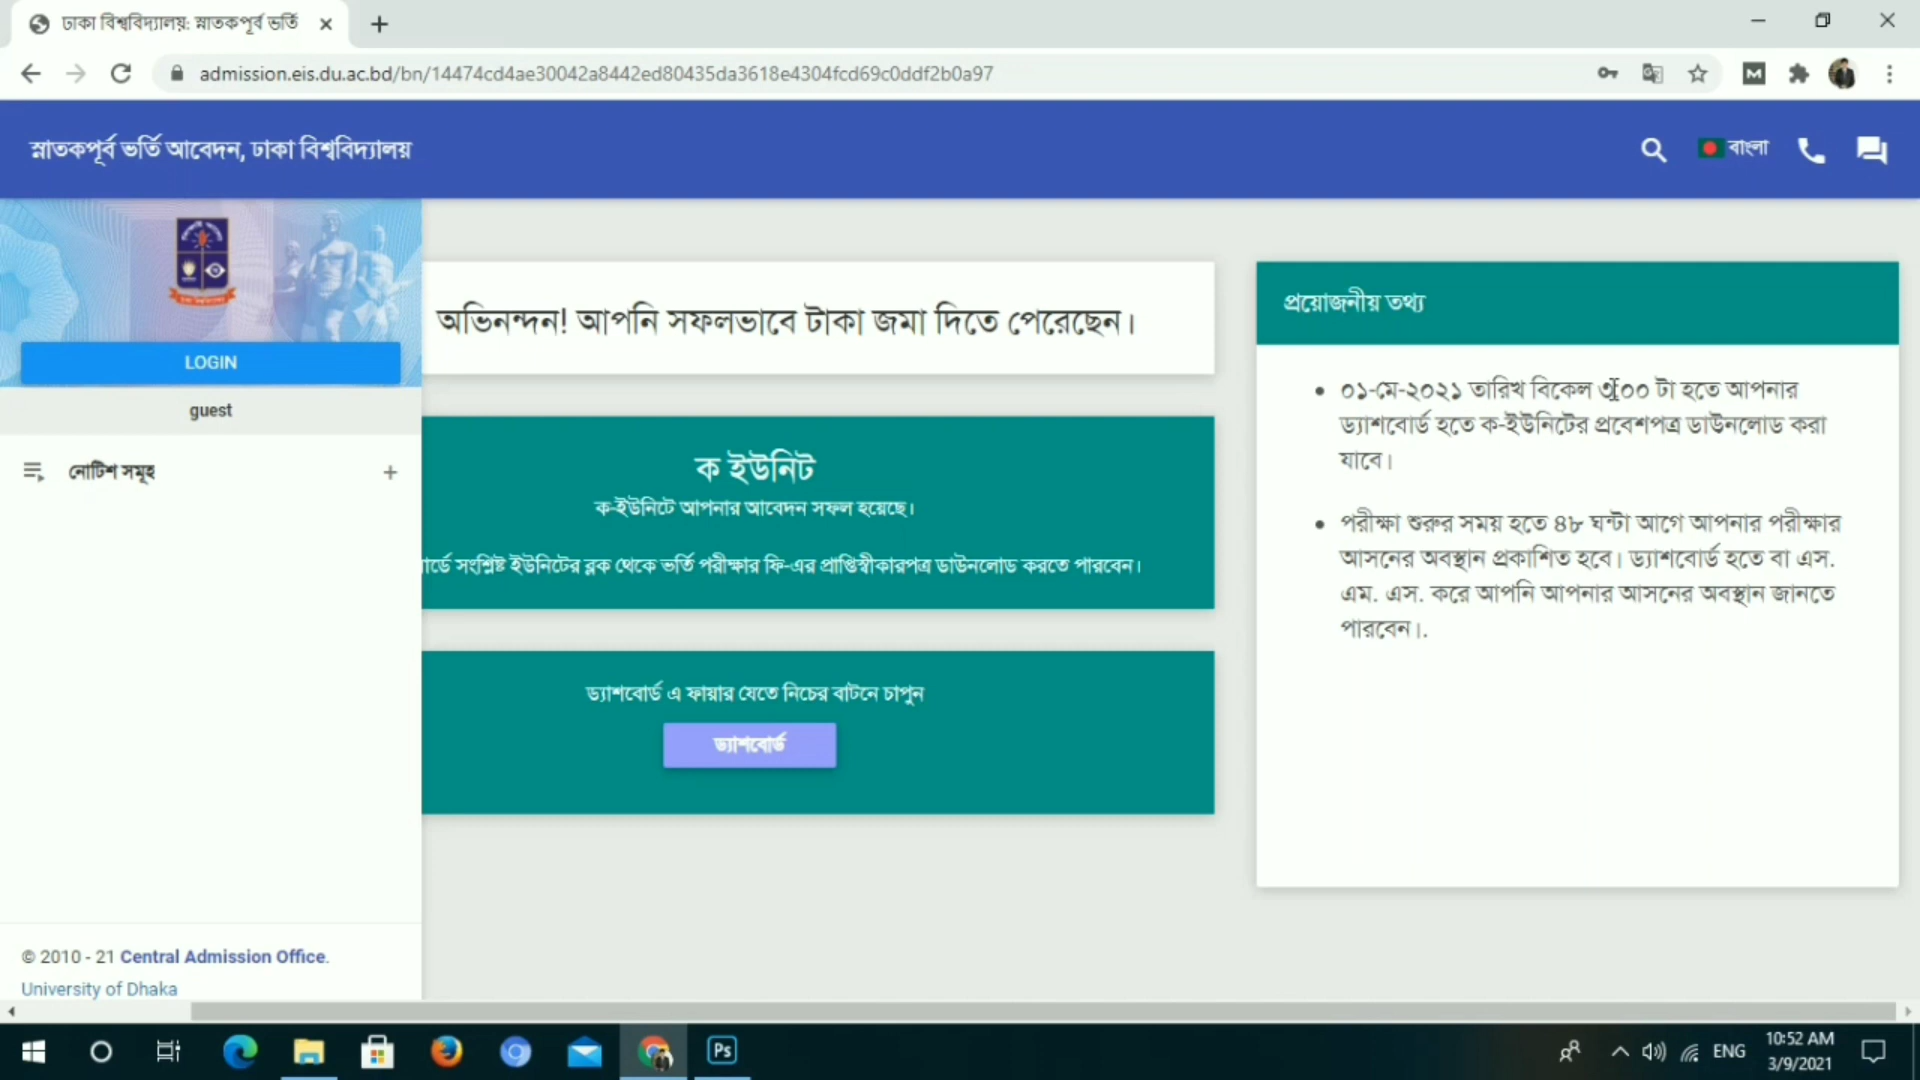 ঢাকা বিশ্ববিদ্যালয়: স্নাতকপূর্ব ভর্তি
admission.eis.du.ac.bd/bn/14474cd4ae30042a8442ed80435da3618e4304fcd69c0ddf2b0a97
স্নাতকপূর্ব ভর্তি আবেদন, ঢাকা বিশ্ববিদ্যালয়
বাংলা
LOGIN
guest
নোটিশ সমূহ
অভিনন্দন! আপনি সফলভাবে টাকা জমা দিতে পেরেছেন।
ক ইউনিট
ক-ইউনিটে আপনার আবেদন সফল হয়েছে।
সংশ্লিষ্ট ইউনিটের ব্লক থেকে ভর্তি পরীক্ষার ফি-এর প্রাপ্তিস্বীকারপত্র ডাউনলোড করতে পারবেন।
ড্যাশবোর্ড এ ফায়ার যেতে নিচের বাটনে চাপুন
ড্যাশবোর্ড
প্রয়োজনীয় তথ্য
০১-মে-২০২১ তারিখ বিকেল টা হতে আপনার
ড্যাশবোর্ড হতে ক-ইউনিটের প্রবেশপত্র ডাউনলোড করা
যাবে।
পরীক্ষা শুরুর সময় হতে ৪৮ ঘন্টা আগে আপনার পরীক্ষার
আসনের অবস্থান প্রকাশিত হবে। ড্যাশবোর্ড হতে বা এস.
এম. এস. করে আপনি আপনার আসনের অবস্থান জানতে
পারবেন।.
© 2010 - 21 Central Admission Office.
University of Dhaka
Ps
ENG
10:52 AM
3/9/2021